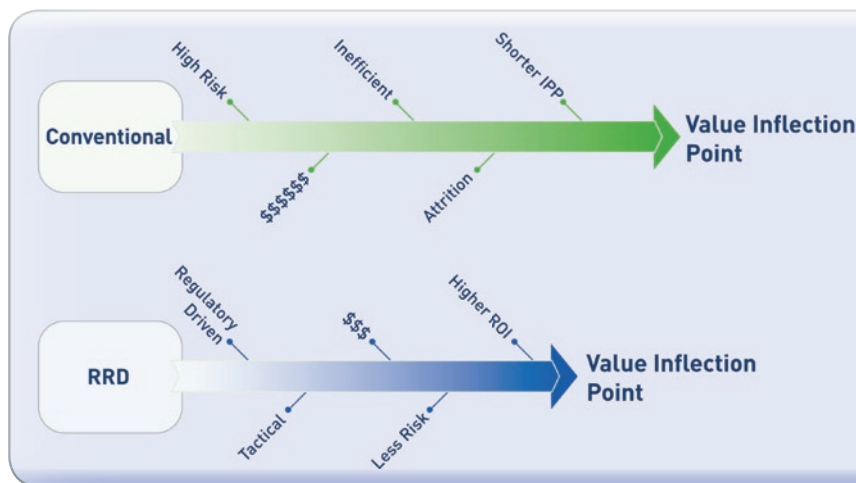 High Risk
Inefficient
Shorter IPP
Conventional
Value Inflection
Point
$$$$$$
Attrition
Regulatory
Driven
$$$
Higher ROI
RRD
Value Inflection
Point
Tactical
Less Risk